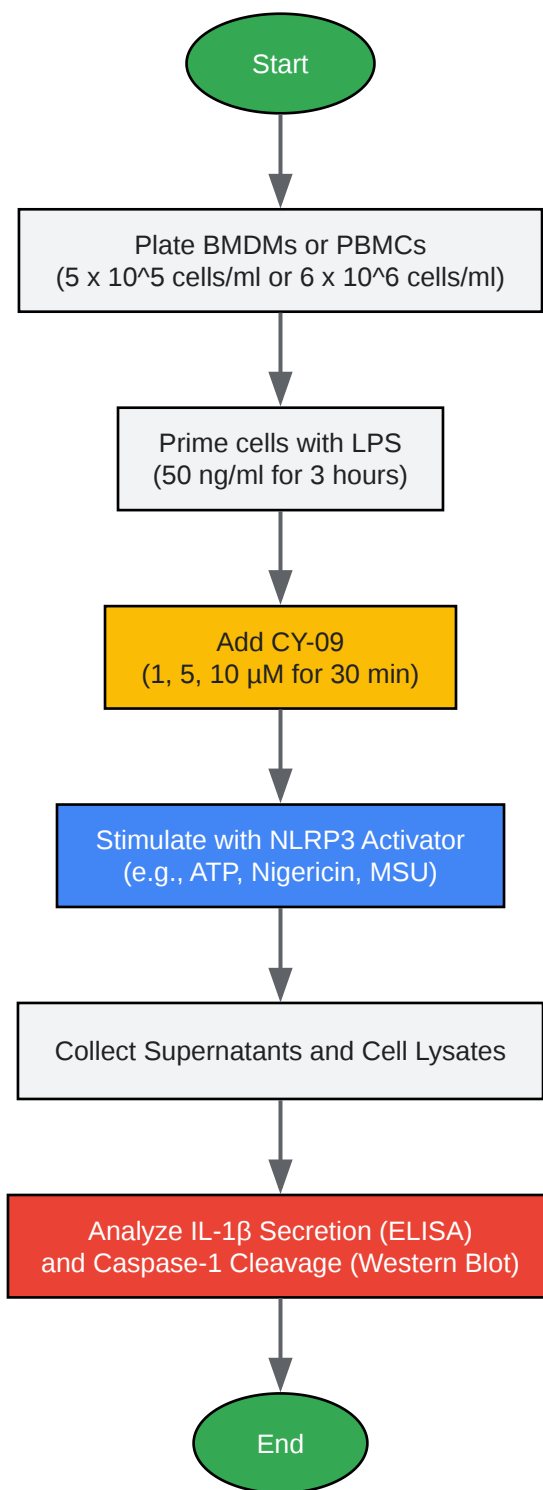 Start
Plate BMDMs or PBMCs
(5 x 10^5 cells/ml or 6 x 10^6 cells/ml)
Prime cells with LPS
(50 ng/ml for 3 hours)
Add CY-09
(1, 5, 10 µM for 30 min)
Stimulate with NLRP3 Activator
(e.g., ATP, Nigericin, MSU)
Collect Supernatants and Cell Lysates
Analyze IL-1β Secretion (ELISA)
and Caspase-1 Cleavage (Western Blot)
End